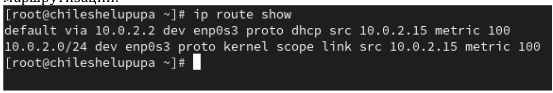 маршрутизации.
[root@chileshelupupa ~]# ip route show
default via 10.0.2.2 dev enp0s3 proto dhcp src 10.0.2.15 metric 100
10.0.2.0/24 dev enp0s3 proto kernel scope link src 10.0.2.15 metric 100
[root@chileshelupupa ~]#